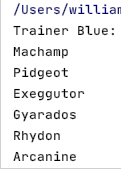 /Users/william
Trainer Blue:
Machamp
Pidgeot
Exeggutor
Gyarados
Rhydon
Arcanine